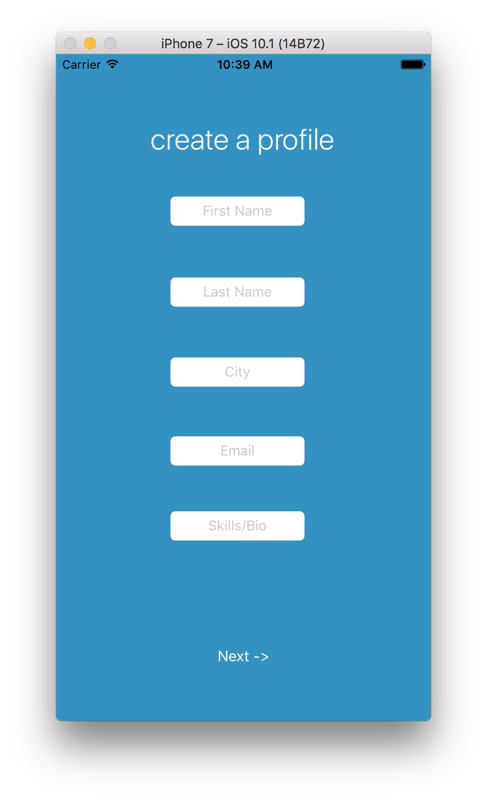 iPhone 7 – iOS 10.1 (14B72)
Carrier 10:39 AM
create a profile
First Name
Last Name
City
Email
Skills/Bio
Next ->